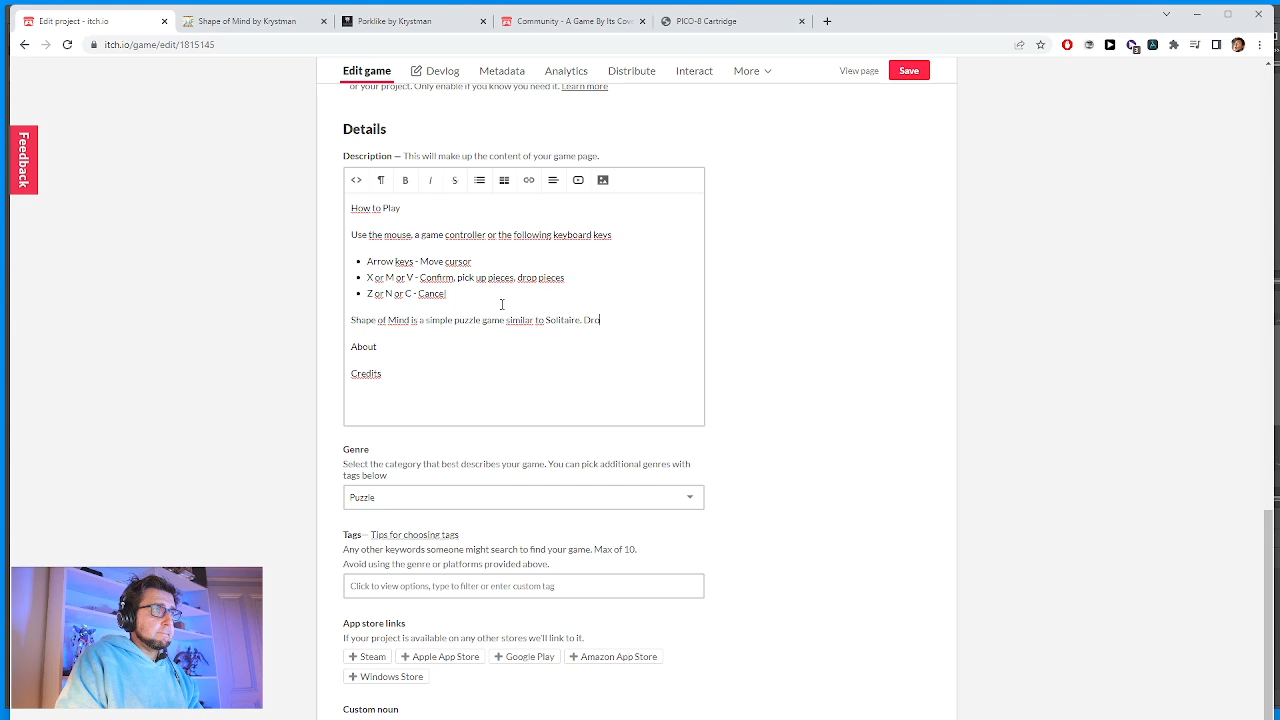 Edit project - itch.io
Shape of Mind by Krystman
Porklike by Krystman
Community - A Game By Its Cov
PICO-8 Cartridge
itch.io/game/edit/1815145
3
Edit game
Devlog
Metadata
Analytics
Distribute
Interact
More
View page
Save
or your project. Only enable if you know you need it. Learn more
Feedback
Details
Description — This will make up the content of your game page.
How to Play
Use the mouse, a game controller or the following keyboard keys
Arrow keys - Move cursor
X or M or V - Confirm, pick up pieces, drop pieces
Z or N or C - Cancel
Shape of Mind is a simple puzzle game similar to Solitaire. Dro
About
Credits
Genre
Select the category that best describes your game. You can pick additional genres with
tags below
Puzzle
Tags — Tips for choosing tags
Any other keywords someone might search to find your game. Max of 10.
Avoid using the genre or platforms provided above.
Click to view options, type to filter or enter custom tag
App store links
If your project is available on any other stores we'll link to it.
+ Steam
+ Apple App Store
+ Google Play
+ Amazon App Store
+ Windows Store
Custom noun